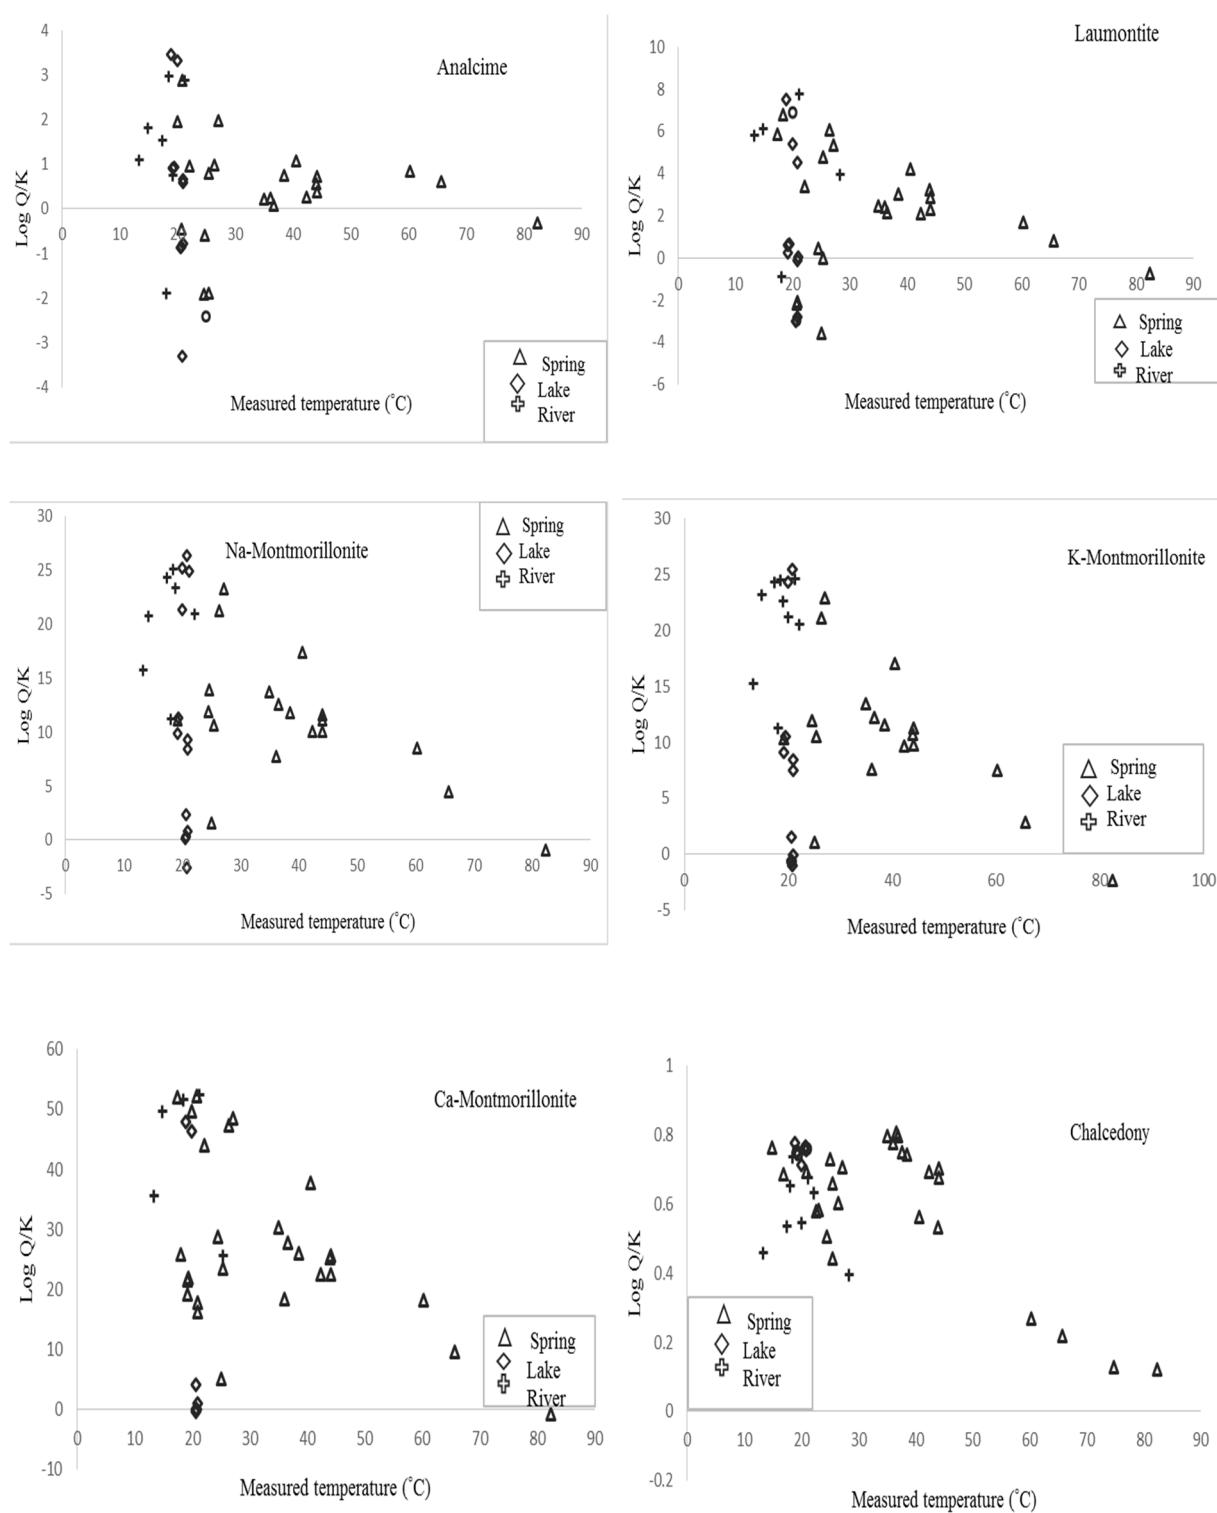 Analcime
4
3
2
1
0
-1
-2
-3
-4
0 10 20 30 40 50 60 70 80 90
Log Q/K
Measured temperature (°C)
Spring
Lake
River
Laumontite
10
8
6
4
2
0
-2
-4
-6
0 10 20 30 40 50 60 70 80 90
Log Q/K
Measured temperature (°C)
Spring
Lake
River
Na-Montmorillonite
30
25
20
15
10
5
0
-5
0 10 20 30 40 50 60 70 80 90
Log Q/K
Measured temperature (°C)
Spring
Lake
River
K-Montmorillonite
30
25
20
15
10
5
0
-5
0 20 40 60 80 100
Log Q/K
Measured temperature (°C)
Spring
Lake
River
Ca-Montmorillonite
60
50
40
30
20
10
0
-10
0 10 20 30 40 50 60 70 80 90
Log Q/K
Measured temperature (°C)
Spring
Lake
River
Chalcedony
1
0.8
0.6
0.4
0.2
0
-0.2
0 10 20 30 40 50 60 70 80 90
Log Q/K
Measured temperature (°C)
Spring
Lake
River